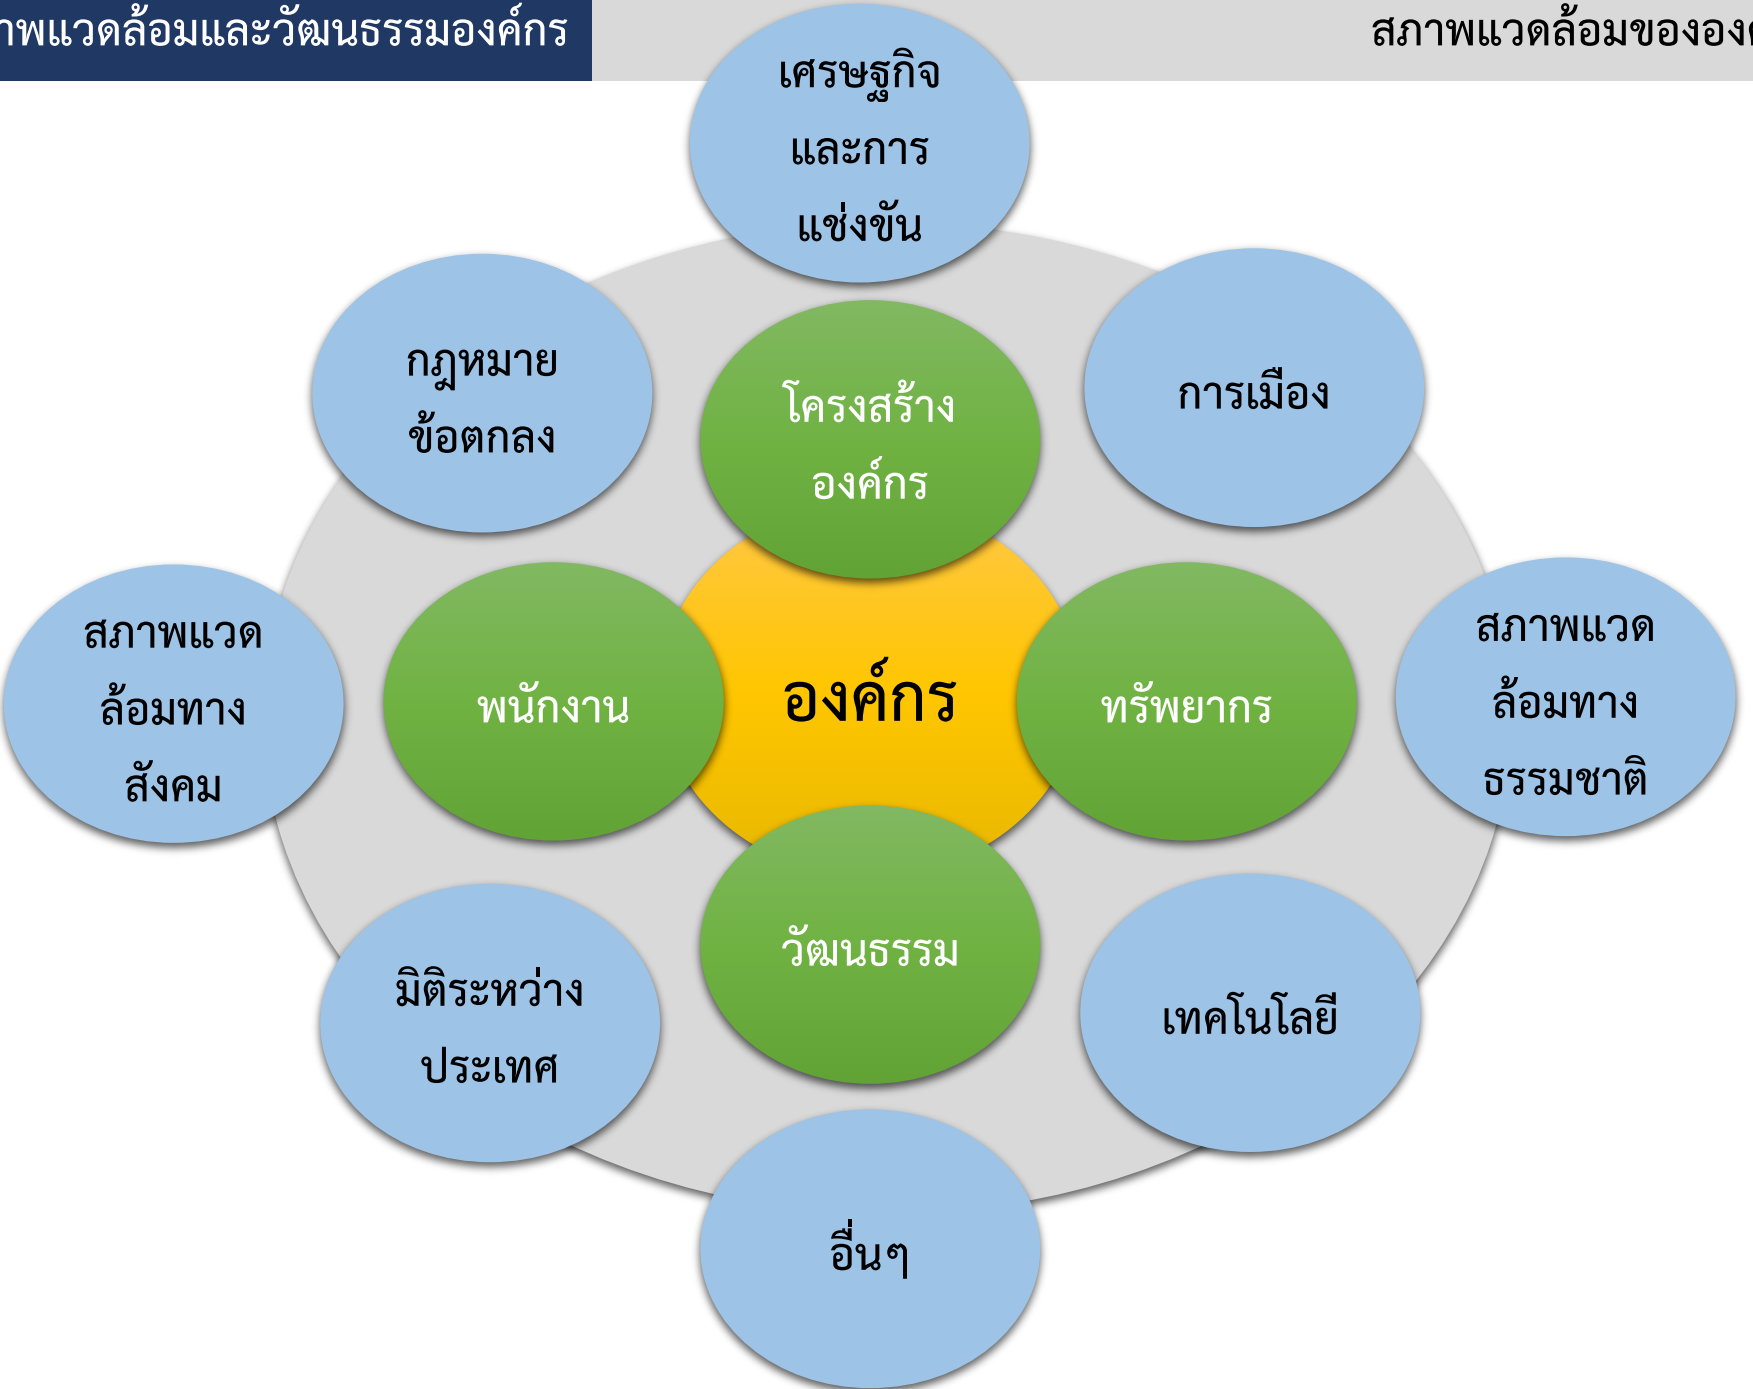 าพแวดล้อมและวัฒนธรรมองค์กร
สภาพแวดล้อมขององค์
เศรษฐกิจ
และการ
แข่งขัน
กฎหมาย
ข้อตกลง
โครงสร้าง
องค์กร
การเมือง
สภาพแวด
ล้อมทาง
สังคม
พนักงาน
องค์กร
ทรัพยากร
สภาพแวด
ล้อมทาง
ธรรมชาติ
มิติระหว่าง
ประเทศ
วัฒนธรรม
เทคโนโลยี
อื่นๆ